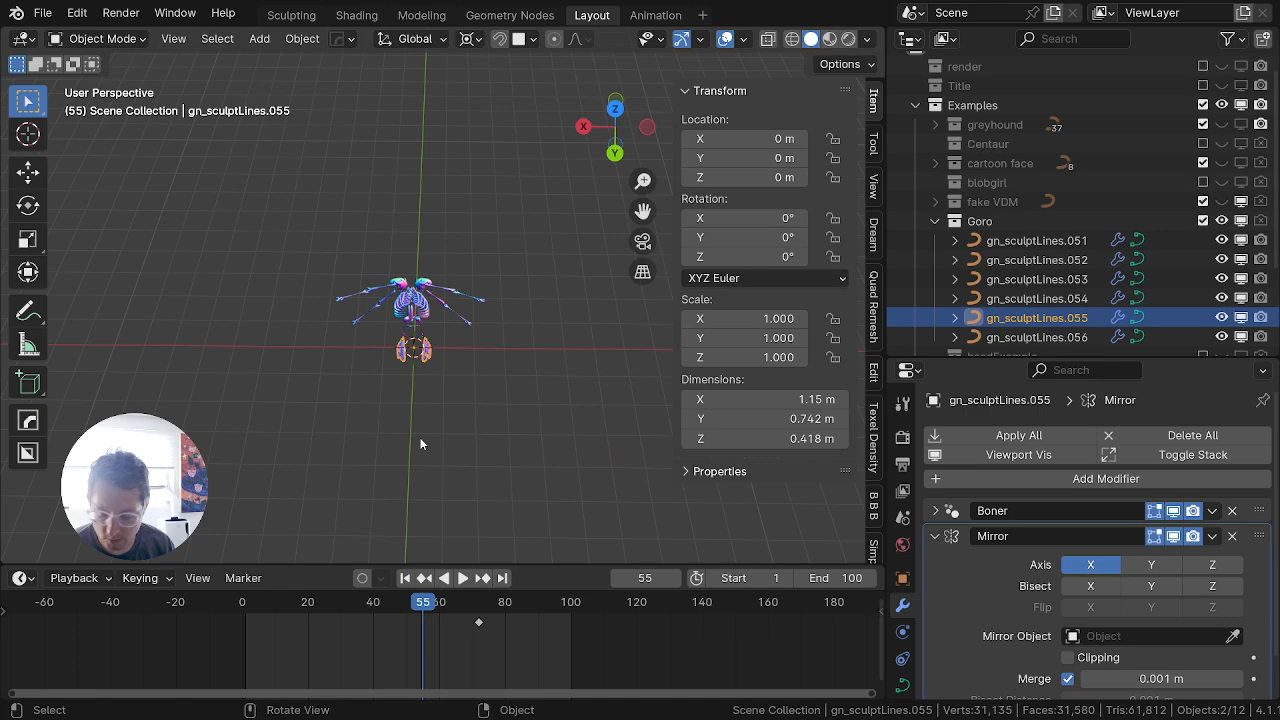 File Edit Render Window Help Sculpting Shading Modeling Geometry Nodes Layout Animation + Scene ViewLayer
Object Mode View Select Add Object Global Search
Options
User Perspective
(55) Scene Collection | gn_sculptLines.055
X Z Y
Transform
Location:
X 0 m
Y 0 m
Z 0 m
Rotation:
X 0°
Y 0°
Z 0°
XYZ Euler
Scale:
X 1.000
Y 1.000
Z 1.000
Dimensions:
X 1.15 m
Y 0.742 m
Z 0.418 m
Properties
Item
Tool
View
Dream
Quad Remesh
Edit
Texel Density
B B B
Simp
render
Title
Examples
greyhound 37
Centaur
cartoon face 8
blobgirl
fake VDM
Goro
gn_sculptLines.051
gn_sculptLines.052
gn_sculptLines.053
gn_sculptLines.054
gn_sculptLines.055
gn_sculptLines.056
Search
gn_sculptLines.055 > Mirror
Apply All Delete All
Viewport Vis Toggle Stack
Add Modifier
Boner
Mirror
Axis X Y Z
Bisect X Y Z
Flip X Y Z
Mirror Object Object
Clipping
Merge 0.001 m
Playback Keying View Marker 55 Start 1 End 100
-60 -40 -20 0 20 40 55 60 80 100 120 140 160 180
Select Rotate View Object Scene Collection | gn_sculptLines.055 | Verts:31,135 | Faces:31,580 | Tris:61,812 | Objects:2/12 | 4.1.1